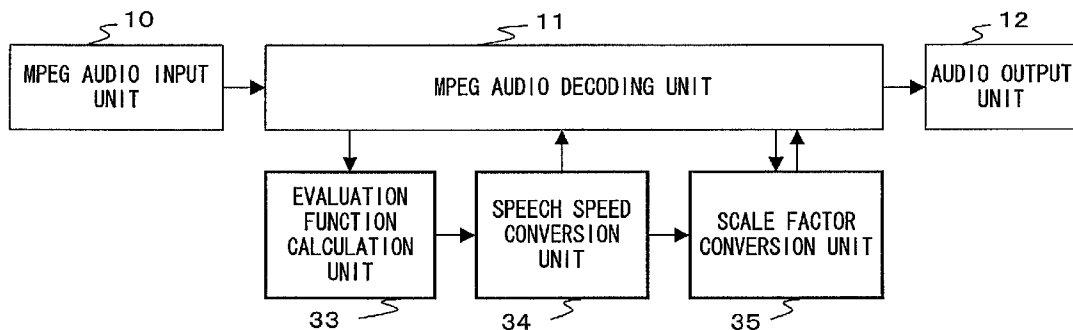 10
11
12
MPEG AUDIO INPUT
UNIT
MPEG AUDIO DECODING UNIT
AUDIO OUTPUT
UNIT
EVALUATION
FUNCTION
CALCULATION
UNIT
SPEECH SPEED
CONVERSION
UNIT
SCALE FACTOR
CONVERSION UNIT
33
34
35